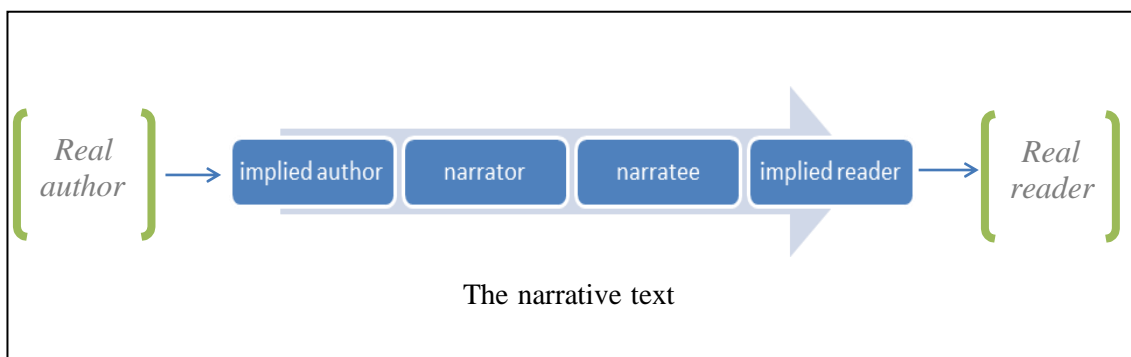 Real
author
implied author
narrator
narratee
implied reader
Real
reader
The narrative text